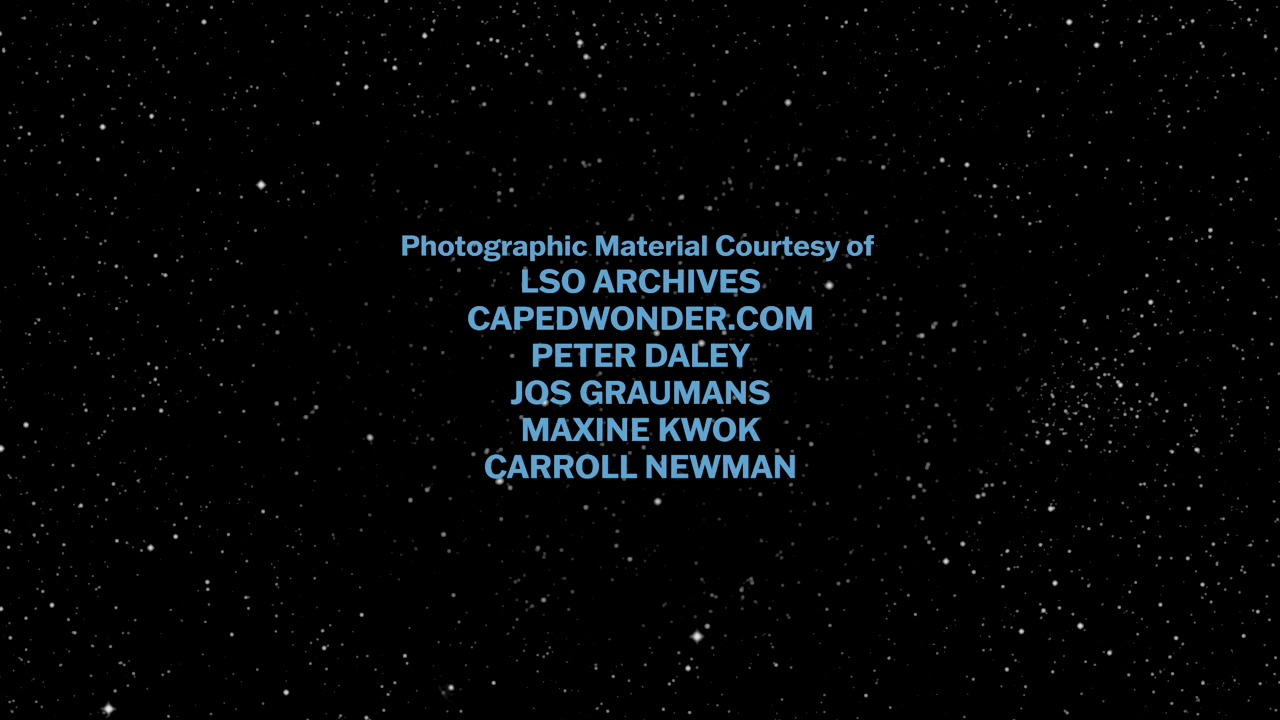 Photographic Material Courtesy of
LSO ARCHIVES
CAPEDWONDER.COM
PETER DALEY
JOS GRAUMANS
MAXINE KWOK
CARROLL NEWMAN